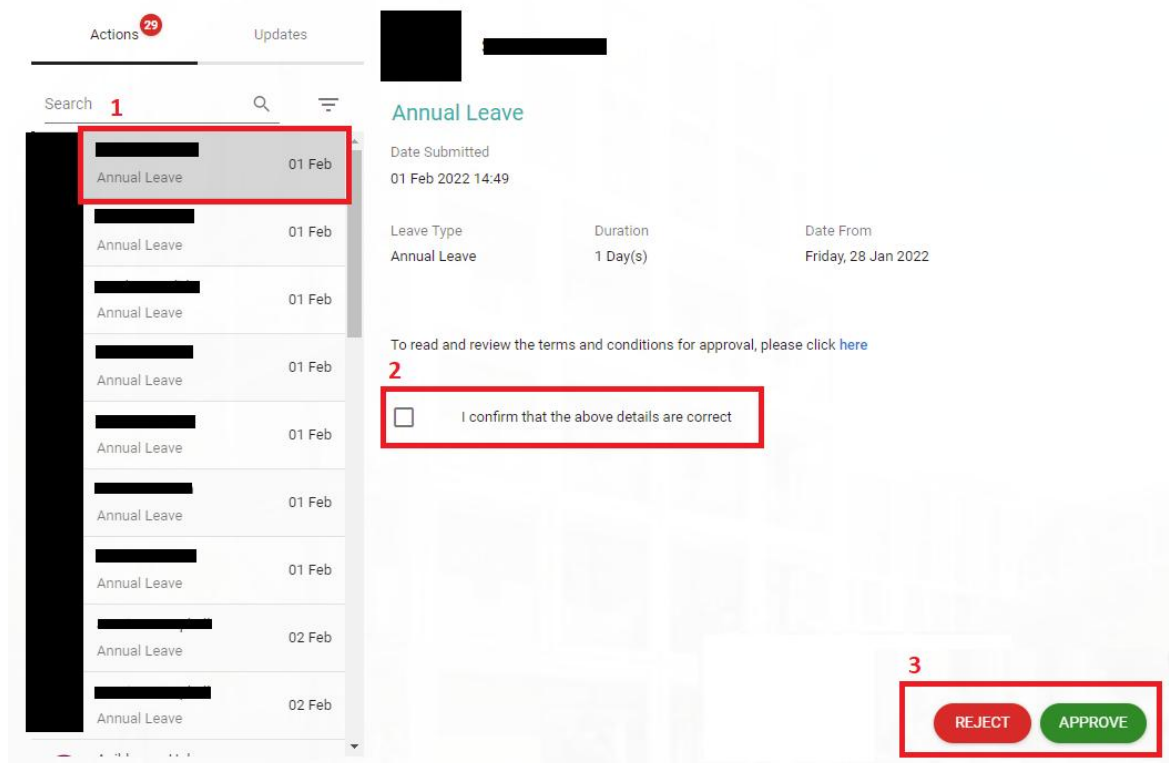 Actions 29
Updates
Search
1
Annual Leave
01 Feb
Annual Leave
01 Feb
Annual Leave
01 Feb
Annual Leave
01 Feb
Annual Leave
01 Feb
Annual Leave
01 Feb
Annual Leave
01 Feb
Annual Leave
02 Feb
Annual Leave
02 Feb
Annual Leave
Date Submitted
01 Feb 2022 14:49
Leave Type Duration Date From
Annual Leave 1 Day(s) Friday, 28 Jan 2022
To read and review the terms and conditions for approval, please click here
2
I confirm that the above details are correct
3
REJECT APPROVE